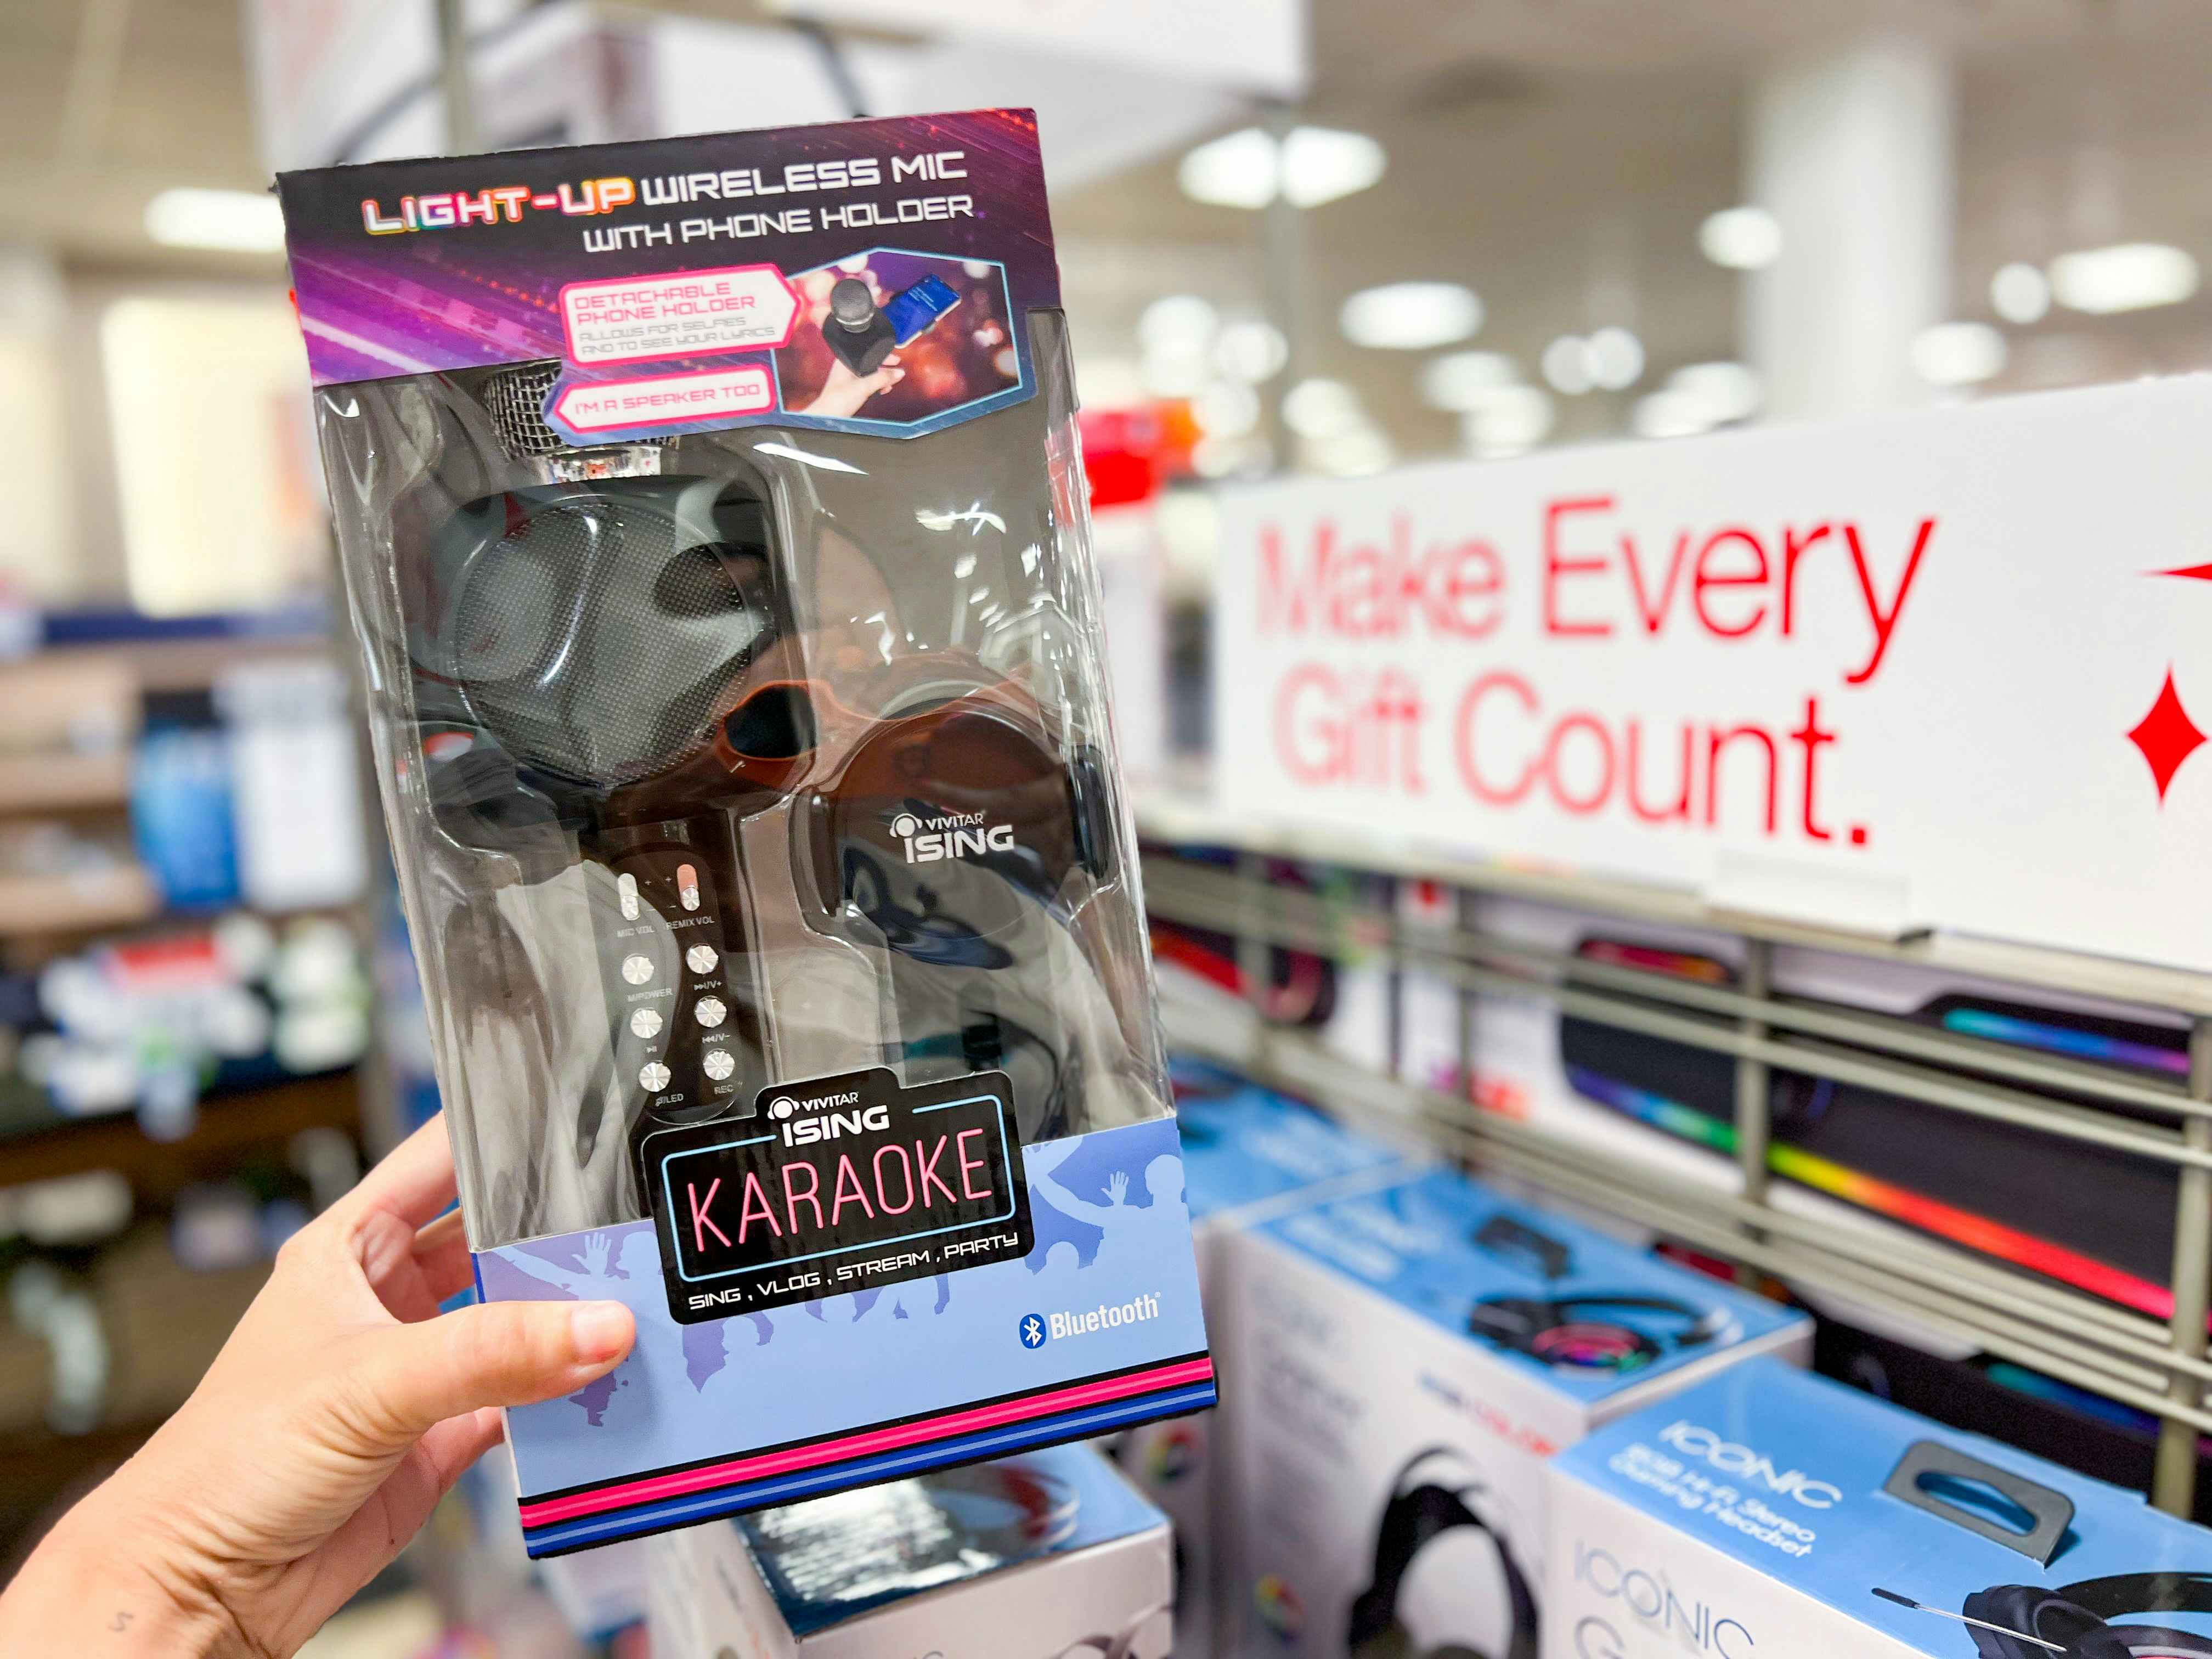 LIGHT-UP WIRELESS MIC
WITH PHONE HOLDER
DETACHABLE
PHONE HOLDER
ALLOWS FOR SELFIES
AND TO SEE YOUR LYRICS
I'M A SPEAKER TOO
VIVITAR
iSING
MIC VOL
REMIX VOL
M/POWER
LED
REC
VIVITAR
iSING
KARAOKE
SING , VLOG , STREAM , PARTY
Bluetooth®
Make Every
Gift Count.
ICONIC
RGB Hi-Fi Stereo
Gaming Headset
ICONIC
G